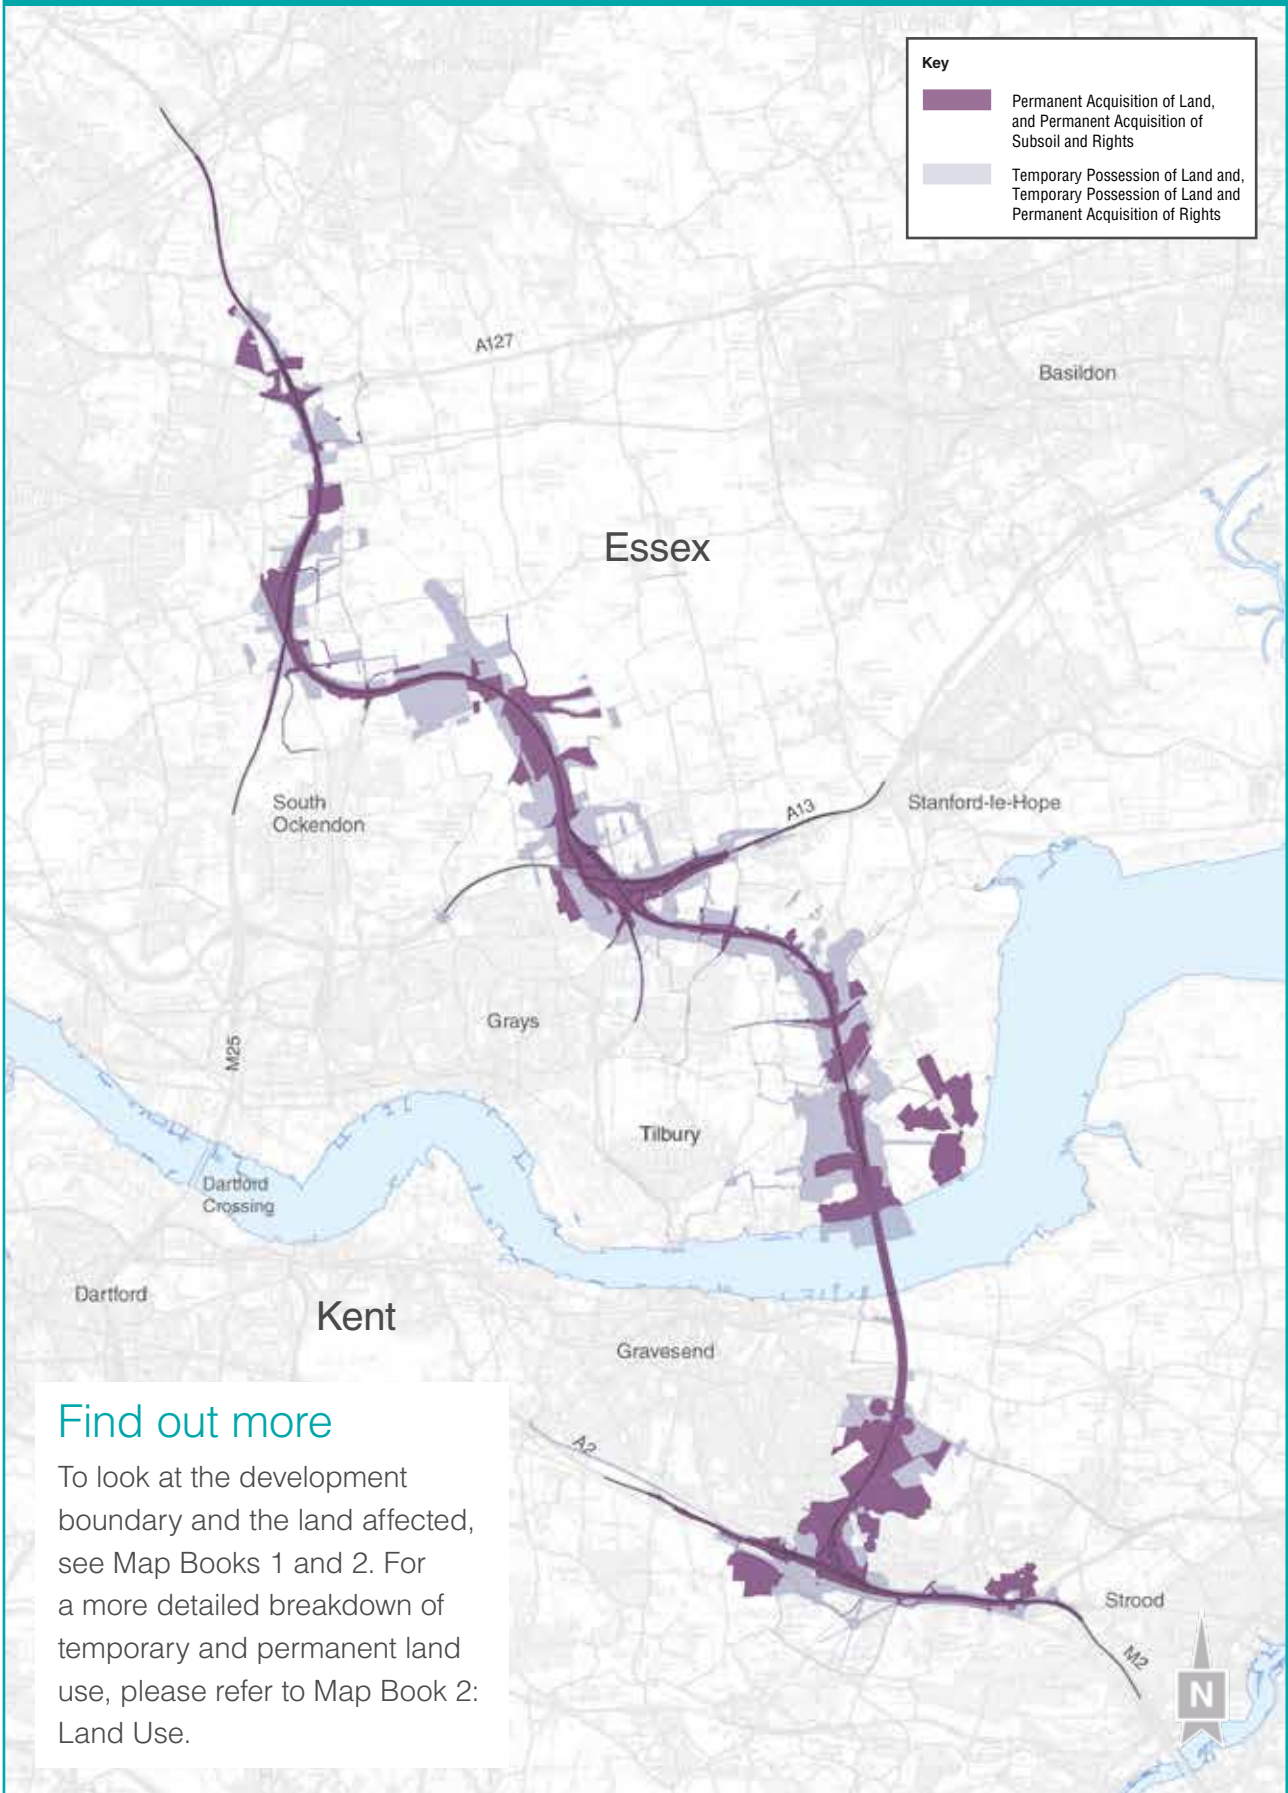 Key
Permanent Acquisition of Land,
and Permanent Acquisition of
Subsoil and Rights
Temporary Possession of Land and,
Temporary Possession of Land and
Permanent Acquisition of Rights
A127
Basildon
Essex
South
Ockendon
A13
Stanford-le-Hope
Grays
M25
Tilbury
Dartford
Crossing
Dartford
Kent
Gravesend
A2
Strood
M2
N
Find out more
To look at the development
boundary and the land affected,
see Map Books 1 and 2. For
a more detailed breakdown of
temporary and permanent land
use, please refer to Map Book 2:
Land Use.